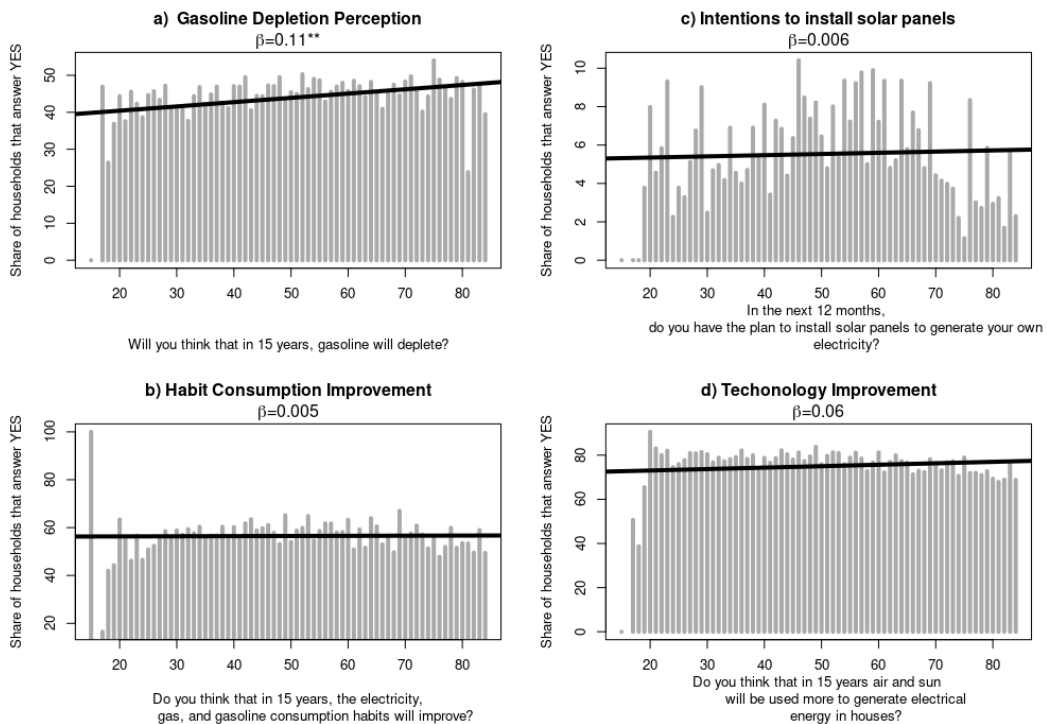 a) Gasoline Depletion Perception
β=0.11**
Share of households that answer YES
50
40
30
20
10
0
20 30 40 50 60 70 80
Will you think that in 15 years, gasoline will deplete?
c) Intentions to install solar panels
β=0.006
Share of households that answer YES
10
8
6
4
2
0
20 30 40 50 60 70 80
In the next 12 months,
do you have the plan to install solar panels to generate your own
electricity?
b) Habit Consumption Improvement
β=0.005
Share of households that answer YES
100
80
60
40
20
20 30 40 50 60 70 80
Do you think that in 15 years, the electricity,
gas, and gasoline consumption habits will improve?
d) Techonology Improvement
β=0.06
Share of households that answer YES
80
60
40
20
0
20 30 40 50 60 70 80
Do you think that in 15 years air and sun
will be used more to generate electrical
energy in houses?